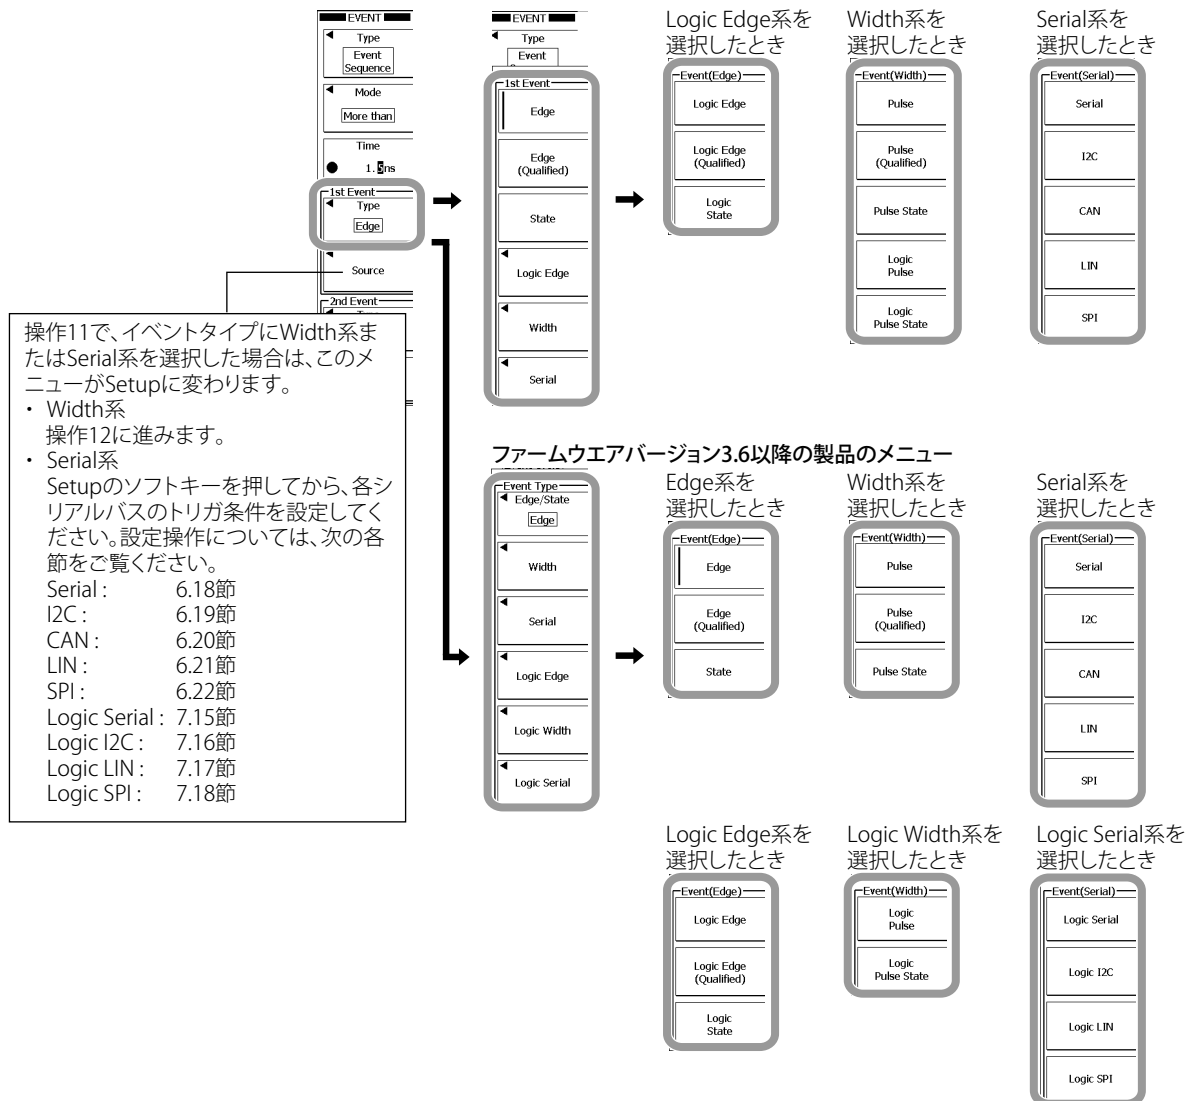 EVENT
Type
Event
Sequence
Mode
More than
Time
1.5ns
1st Event
Type
Edge
Source
2nd Event
操作11で、イベントタイプにWidth系ま
たはSerial系を選択した場合は、このメ
ニューがSetupに変わります。
・ Width系
操作12に進みます。
・ Serial系
Setupのソフトキーを押してから、各シ
リアルバスのトリガ条件を設定してく
ださい。設定操作については、次の各
節をご覧ください。
Serial : 6.18節
I2C : 6.19節
CAN : 6.20節
LIN : 6.21節
SPI : 6.22節
Logic Serial : 7.15節
Logic I2C : 7.16節
Logic LIN : 7.17節
Logic SPI : 7.18節
EVENT
Type
Event
1st Event
Edge
Edge
(Qualified)
State
Logic Edge
Width
Serial
Logic Edge系を
選択したとき
Event(Edge)
Logic Edge
Logic Edge
(Qualified)
Logic
State
Width系を
選択したとき
Event(Width)
Pulse
Pulse
(Qualified)
Pulse State
Logic
Pulse
Logic
Pulse State
Serial系を
選択したとき
Event(Serial)
Serial
I2C
CAN
LIN
SPI
ファームウエアバージョン3.6以降の製品のメニュー
Event Type
Edge/State
Edge
Width
Serial
Logic Edge
Logic Width
Logic Serial
Edge系を
選択したとき
Event(Edge)
Edge
Edge
(Qualified)
State
Width系を
選択したとき
Event(Width)
Pulse
Pulse
(Qualified)
Pulse State
Serial系を
選択したとき
Event(Serial)
Serial
I2C
CAN
LIN
SPI
Logic Edge系を
選択したとき
Event(Edge)
Logic Edge
Logic Edge
(Qualified)
Logic
State
Logic Width系を
選択したとき
Event(Width)
Logic
Pulse
Logic
Pulse State
Logic Serial系を
選択したとき
Event(Serial)
Logic Serial
Logic I2C
Logic LIN
Logic SPI